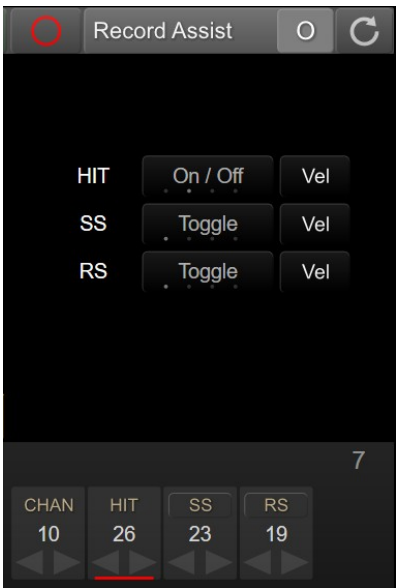 Record Assist O
HIT On / Off Vel
SS Toggle Vel
RS Toggle Vel
7
CHAN HIT SS RS
10 26 23 19